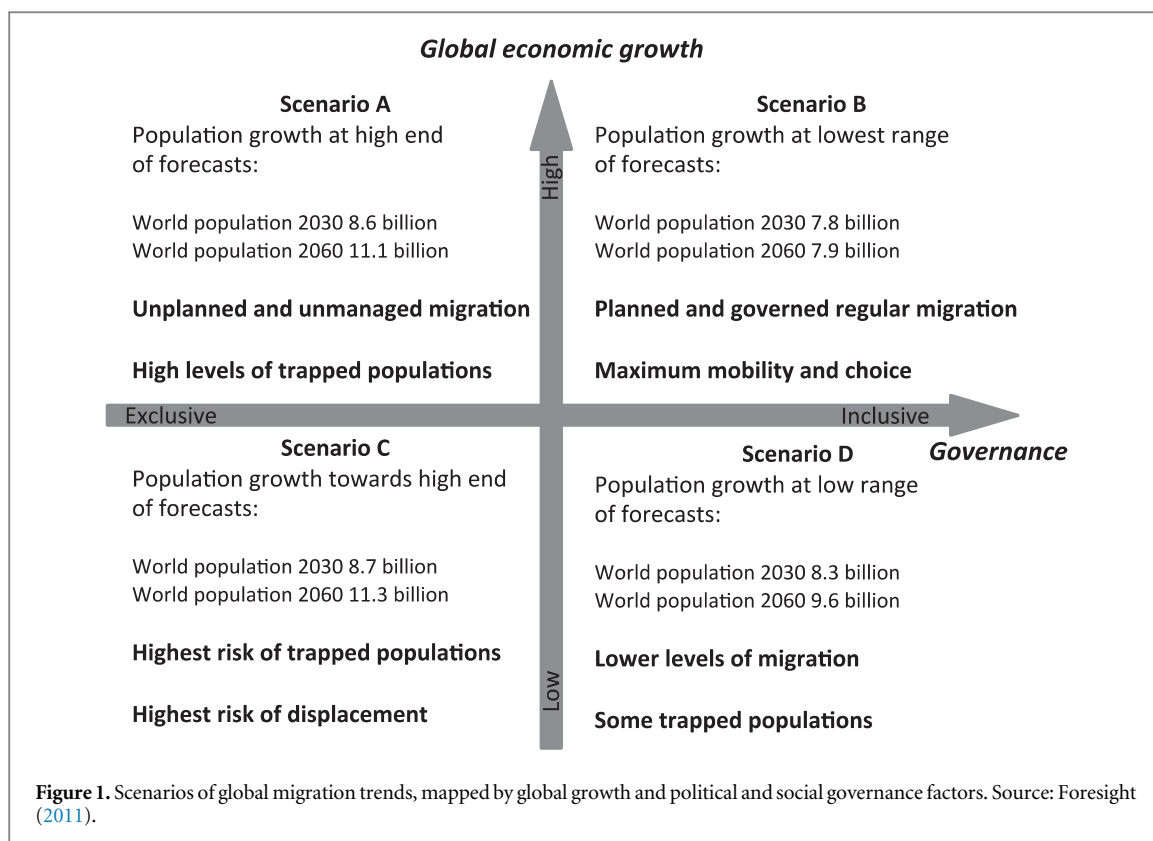 Global economic growth
Scenario A
Population growth at high end
of forecasts:
World population 2030 8.6 billion
World population 2060 11.1 billion
Unplanned and unmanaged migration
High levels of trapped populations
High
Scenario B
Population growth at lowest range
of forecasts:
World population 2030 7.8 billion
World population 2060 7.9 billion
Planned and governed regular migration
Maximum mobility and choice
Exclusive
Inclusive
Governance
Scenario C
Population growth towards high end
of forecasts:
World population 2030 8.7 billion
World population 2060 11.3 billion
Highest risk of trapped populations
Highest risk of displacement
Low
Scenario D
Population growth at low range
of forecasts:
World population 2030 8.3 billion
World population 2060 9.6 billion
Lower levels of migration
Some trapped populations
Figure 1. Scenarios of global migration trends, mapped by global growth and political and social governance factors. Source: Foresight
(2011).